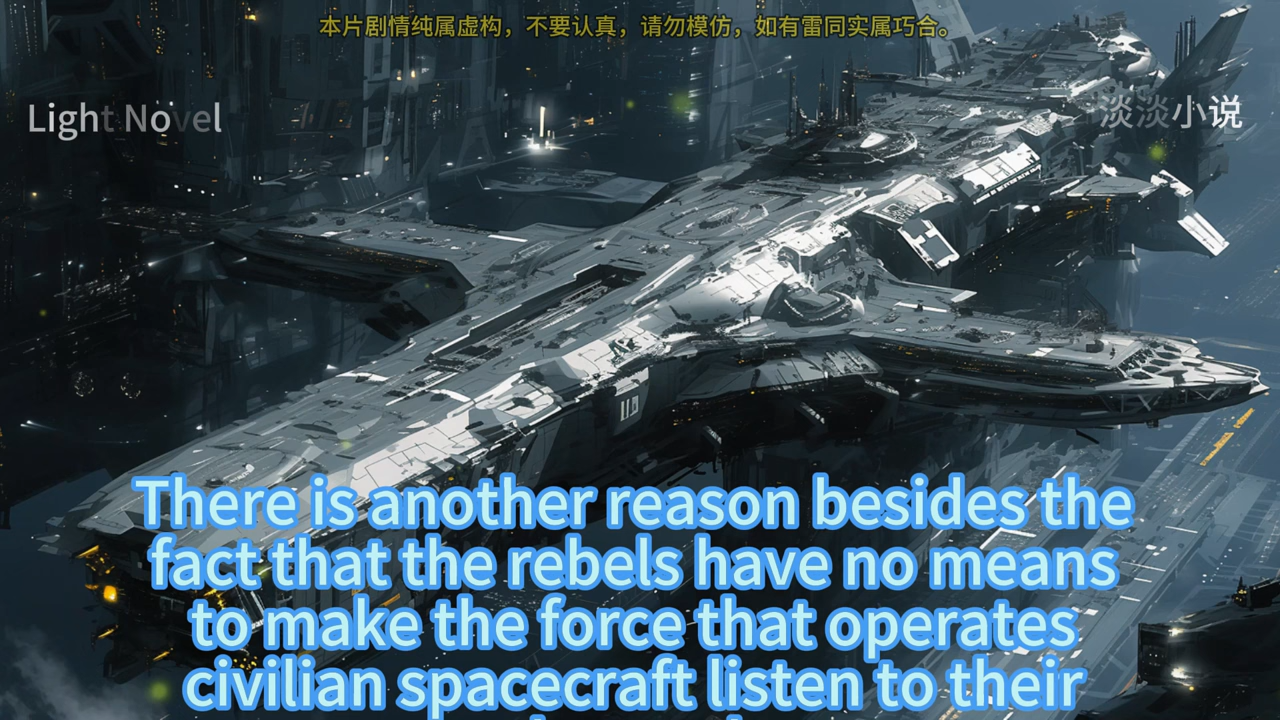 本片剧情纯属虚构，不要认真，请勿模仿，如有雷同实属巧合。
Light Novel
淡淡小说
There is another reason besides the
fact that the rebels have no means
to make the force that operates
civilian spacecraft listen to their